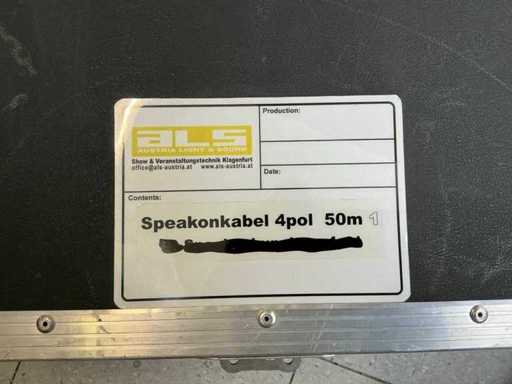 als
AUSTRIA LIGHT & SOUND
Show & Veranstaltungstechnik Klagenfurt
office@als-austria.at www.als-austria.at
Production:
Date:
Contents:
Speakonkabel 4pol 50m 1